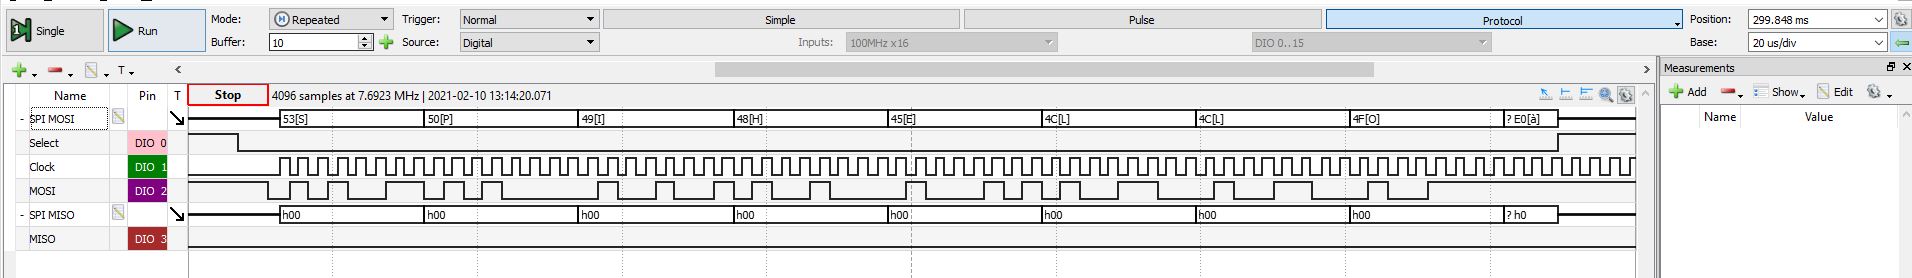 Single
Run
Mode: Repeated Trigger: Normal Simple Pulse Protocol Position: 299.848 ms
Buffer: 10 Source: Digital Inputs: 100MHz x16 DIO 0..15 Base: 20 us/div
T
Measurements
Name Pin T Stop 4096 samples at 7.6923 MHz | 2021-02-10 13:14:20.071
Add Show Edit
Name Value
SPI MOSI 53[S] 50[P] 49[I] 48[H] 45[E] 4C[L] 4C[L] 4F[O] ? E0[à]
Select DIO 0
Clock DIO 1
MOSI DIO 2
SPI MISO h00 h00 h00 h00 h00 h00 h00 h00 ? h0
MISO DIO 3